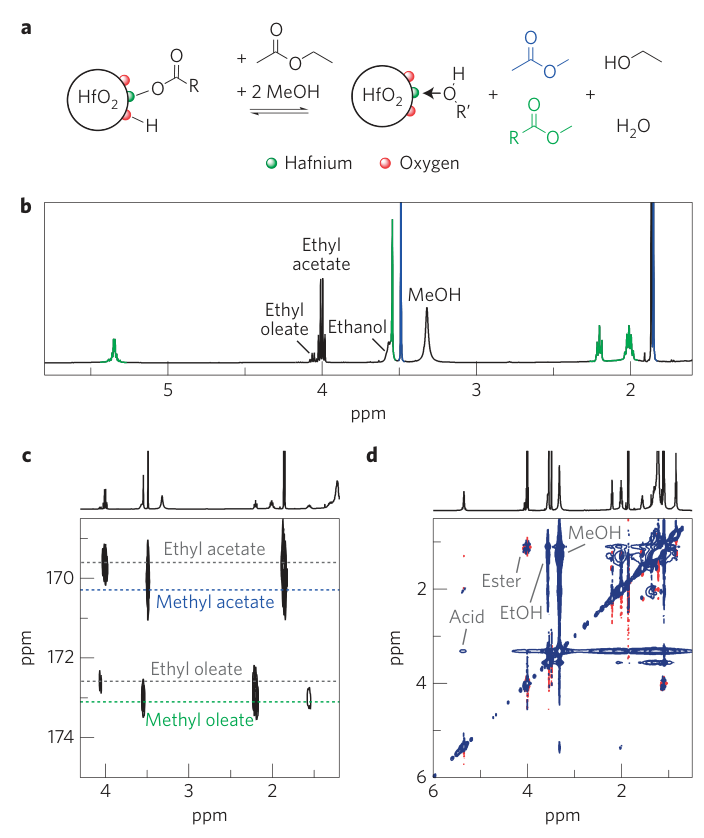 a
HfO2
O
O
R
H
+
O
O
+ 2 MeOH
HfO2
H
O
R'
+
O
O
R
O
O
+
HO
H2O
Hafnium
Oxygen
b
Ethyl
acetate
Ethyl
oleate
Ethanol
MeOH
5
4
3
2
ppm
c
Ethyl acetate
170
Methyl acetate
172
Ethyl oleate
Methyl oleate
174
ppm
4
3
2
ppm
d
MeOH
Ester
EtOH
Acid
2
4
6
ppm
6
4
2
ppm